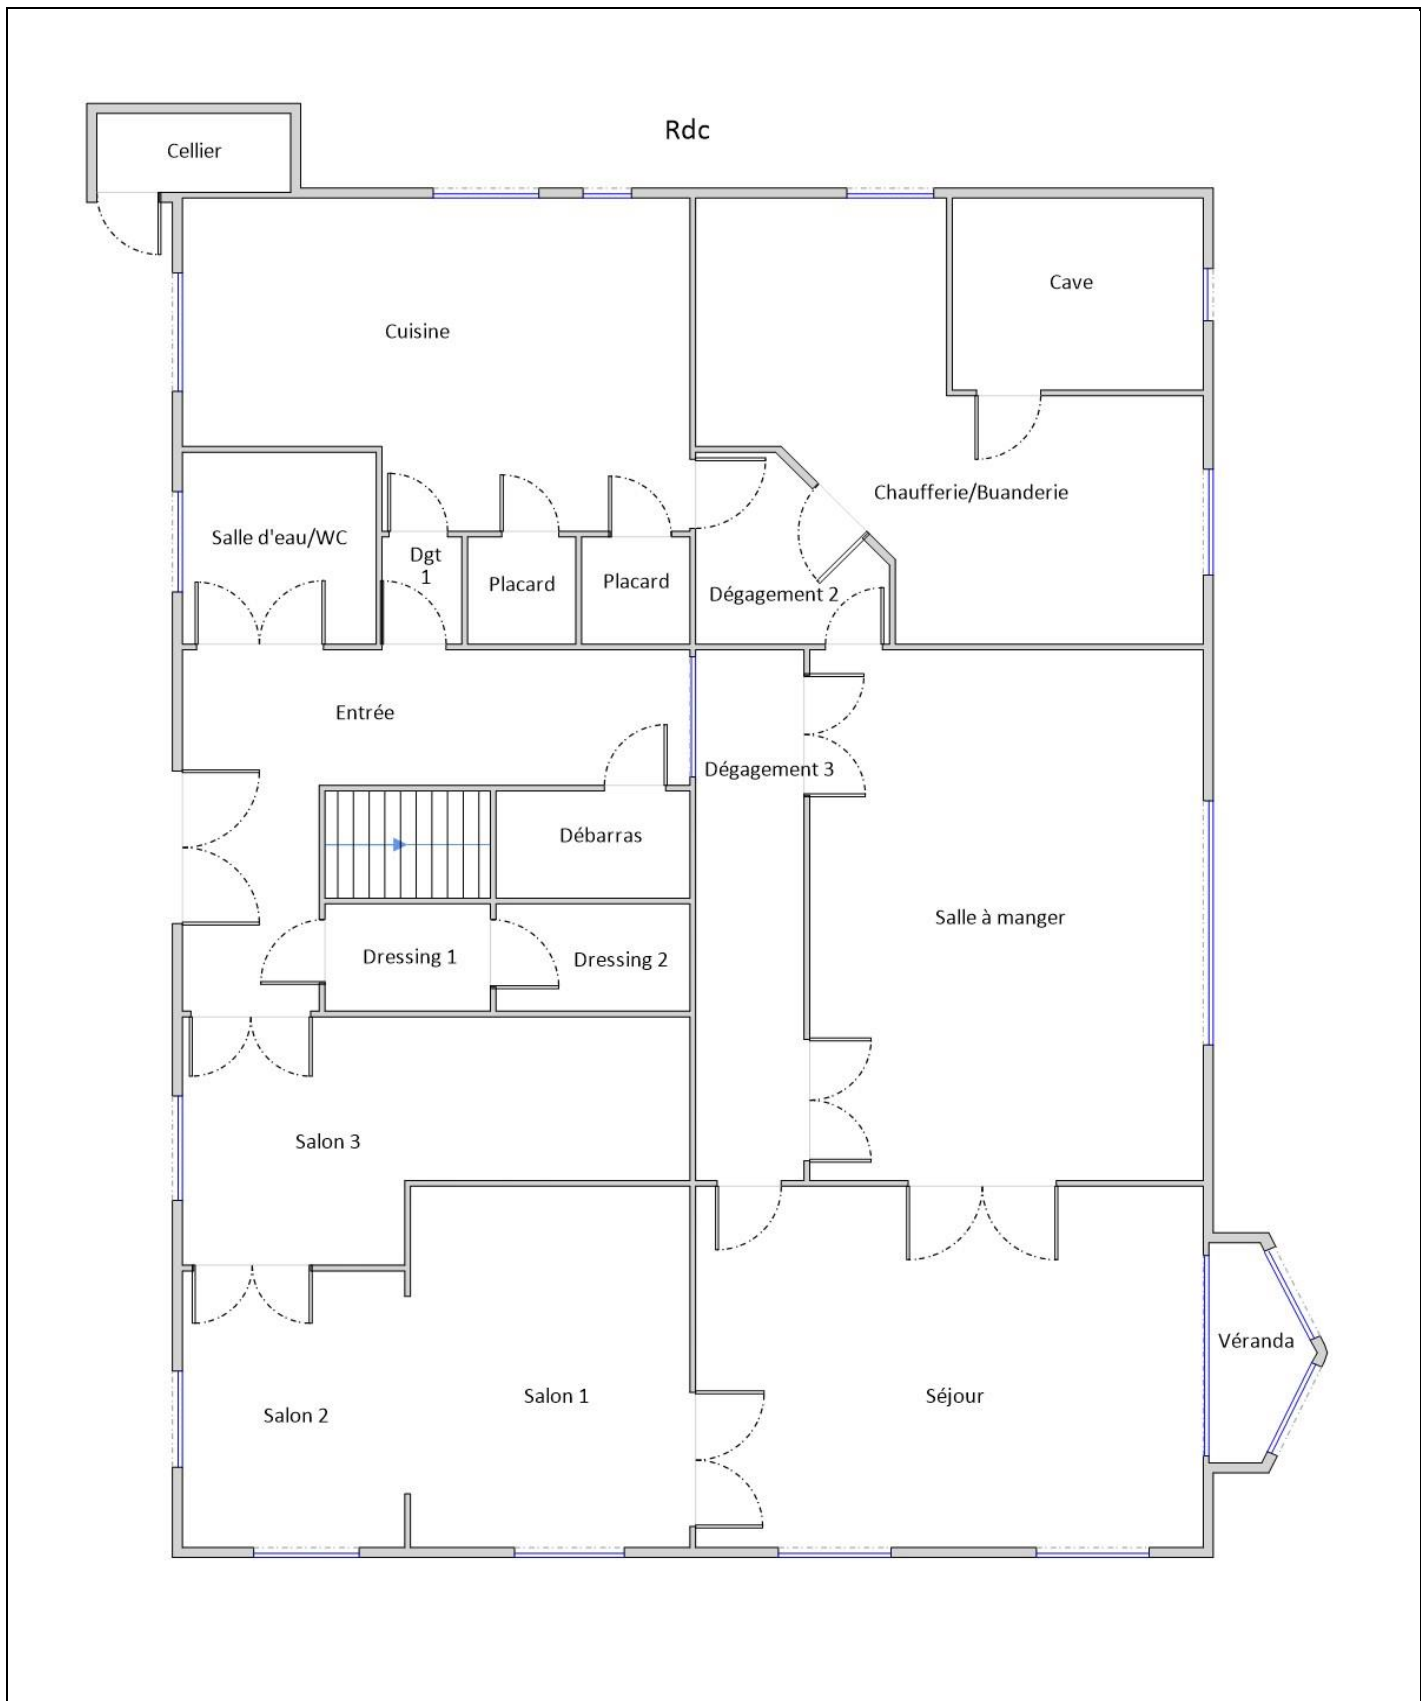 Rdc
Cellier
Cave
Cuisine
Chaufferie/Buanderie
Salle d'eau/WC
Dgt
1
Placard
Placard
Dégagement 2
Entrée
Dégagement 3
Débarras
Salle à manger
Dressing 1
Dressing 2
Salon 3
Véranda
Salon 1
Séjour
Salon 2